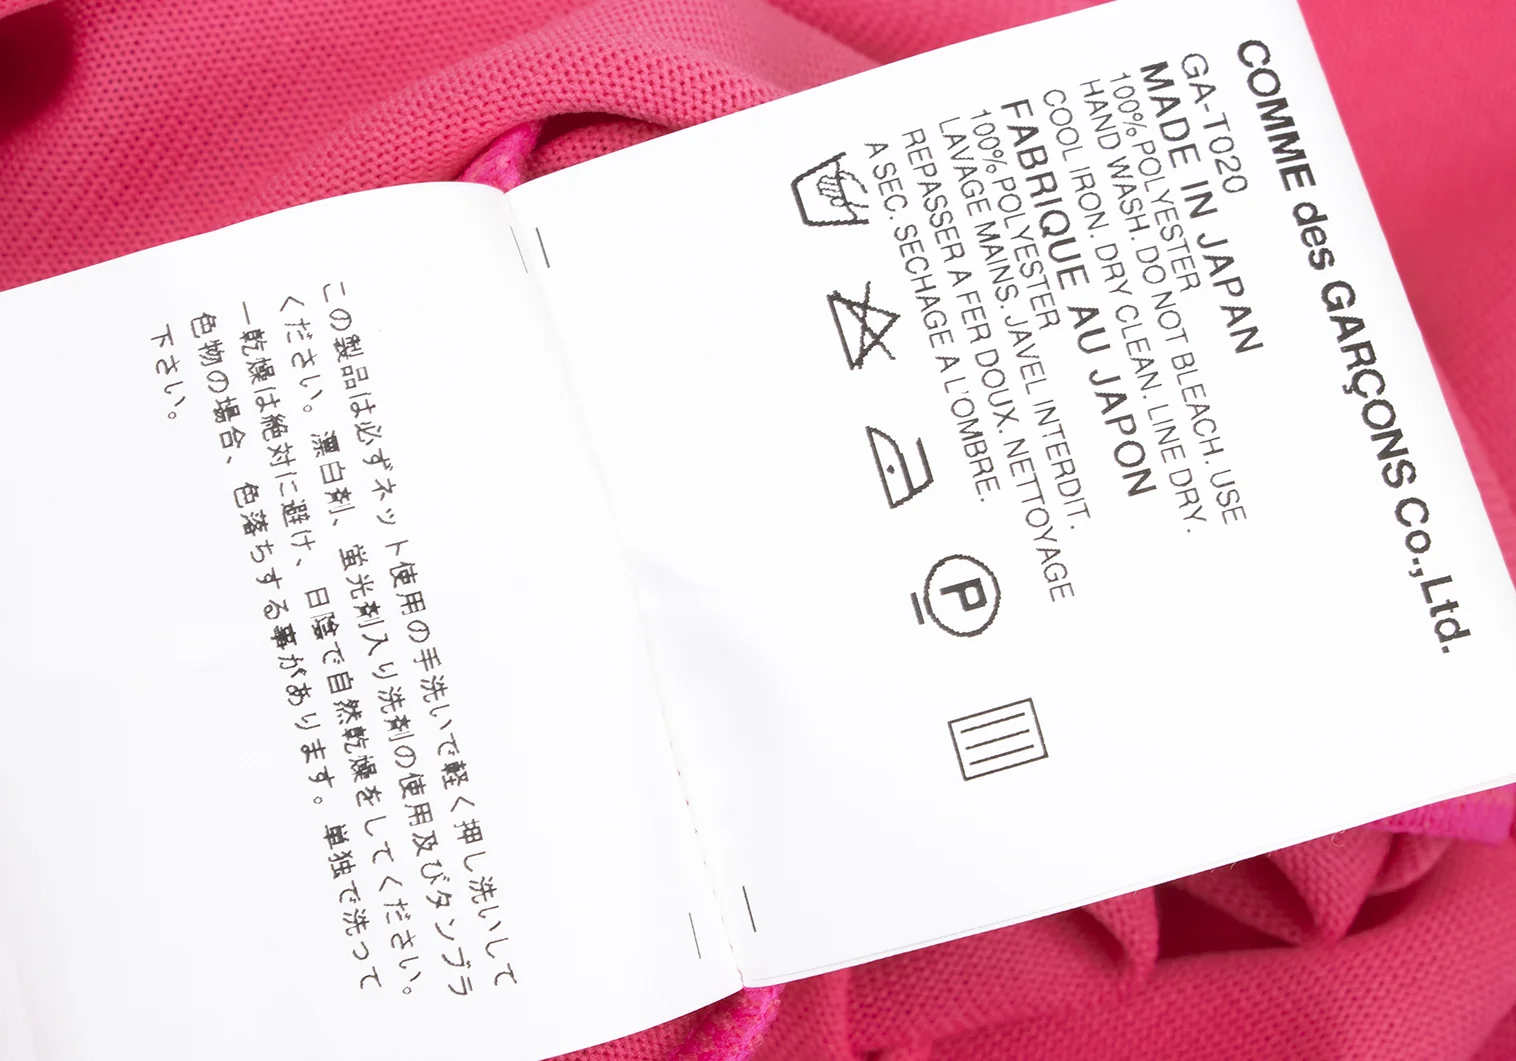 COMME des GARÇONS Co.,Ltd.
GA-T020
MADE IN JAPAN
100% POLYESTER
HAND WASH. DO NOT BLEACH. USE
COOL IRON. DRY CLEAN. LINE DRY.
FABRIQUE AU JAPON
100% POLYESTER
LAVAGE MAINS. JAVEL INTERDIT.
REPASSER A FER DOUX. NETTOYAGE
A SEC. SECHAGE A L'OMBRE.
P
この製品は必ずネット使用の手洗いで軽く押し洗いして
ください。漂白剤、蛍光剤入り洗剤の使用及びタンブラ
ー乾燥は絶対に避け、日陰で自然乾燥をしてください。
色物の場合、色落ちする事があります。単独で洗って
下さい。